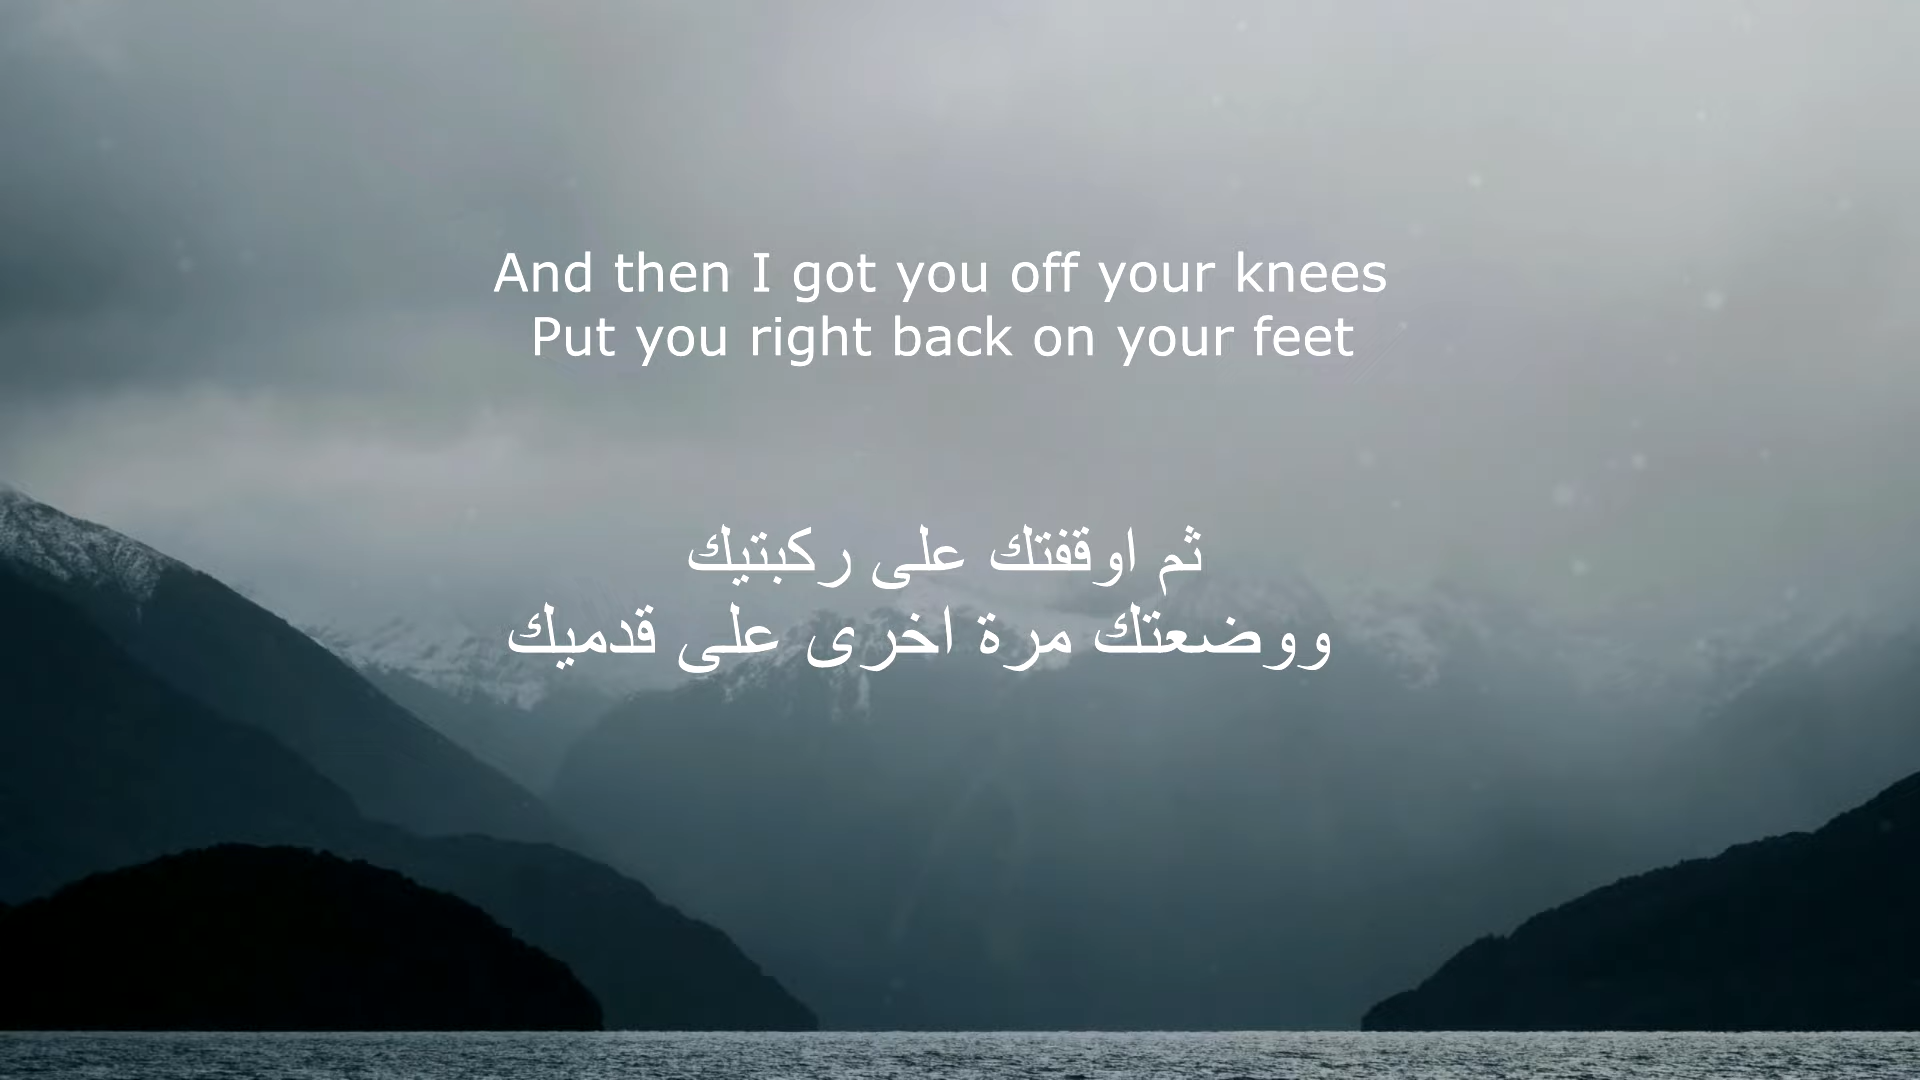 And then I got you off your knees
Put you right back on your feet
ثم اوقفتك على ركبتيك
ووضعتك مرة اخرى على قدميك